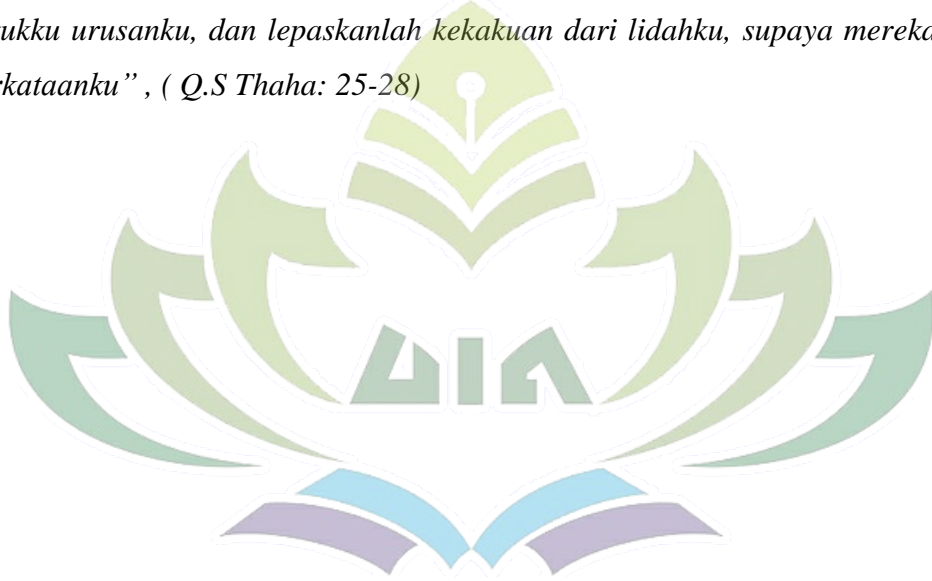 ukku urusanku, dan lepaskanlah kekakuan dari lidahku, supaya mereka
rkataanku” , ( Q.S Thaha: 25-28)
UIN